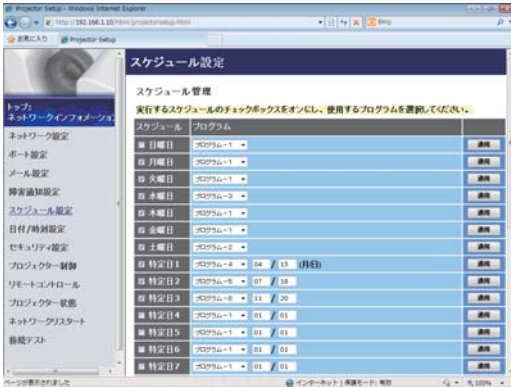 Projector Setup - Windows Internet Explorer
http://192.168.1.10/html/projectorsetup.html
Bing
お気に入り Projector Setup
トップ:
ネットワークインフォメーション
ネットワーク設定
ポート設定
メール設定
障害通知設定
スケジュール設定
日付/時刻設定
セキュリティ設定
プロジェクター制御
リモートコントロール
プロジェクター状態
ネットワークリスタート
接続テスト
スケジュール設定
スケジュール管理
実行するスケジュールのチェックボックスをオンにし、使用するプログラムを選択してください。
スケジュール プログラム
日曜日 プログラム-1 適用
月曜日 プログラム-1 適用
火曜日 プログラム-1 適用
水曜日 プログラム-3 適用
木曜日 プログラム-1 適用
金曜日 プログラム-1 適用
土曜日 プログラム-2 適用
特定日1 プログラム-4 04 / 15 (月/日) 適用
特定日2 プログラム-5 07 / 18 適用
特定日3 プログラム-6 11 / 20 適用
特定日4 プログラム-1 01 / 01 適用
特定日5 プログラム-1 01 / 01 適用
特定日6 プログラム-1 01 / 01 適用
特定日7 プログラム-1 01 / 01 適用
ページが表示されました
インターネット | 保護モード: 無効
100%